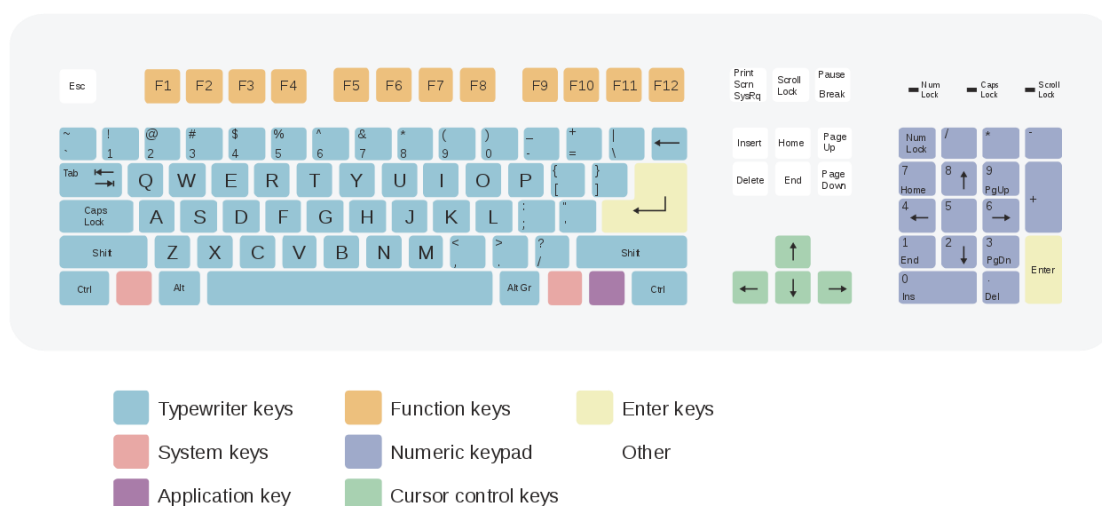 Esc F1 F2 F3 F4 F5 F6 F7 F8 F9 F10 F11 F12
Print
Scrn
SysRq
Scroll
Lock
Pause
Break
Num
Lock
Caps
Lock
Scroll
Lock
~ ! @ # $ % ^ & * ( ) _ + |
` 1 2 3 4 5 6 7 8 9 0 - = \
Insert Home Page
Up
Num
Lock
/ * -
Tab Q W E R T Y U I O P { }
[ ]
Delete End Page
Down
7 8 9
Home PgUp
+
Caps
Lock
A S D F G H J K L : "
; '
4 5 6
Shift Z X C V B N M < > ? Shift
, . /
1 2 3
End PgDn
Enter
Ctrl Alt Alt Gr Ctrl
0 .
Ins Del
Typewriter keys Function keys Enter keys
System keys Numeric keypad Other
Application key Cursor control keys